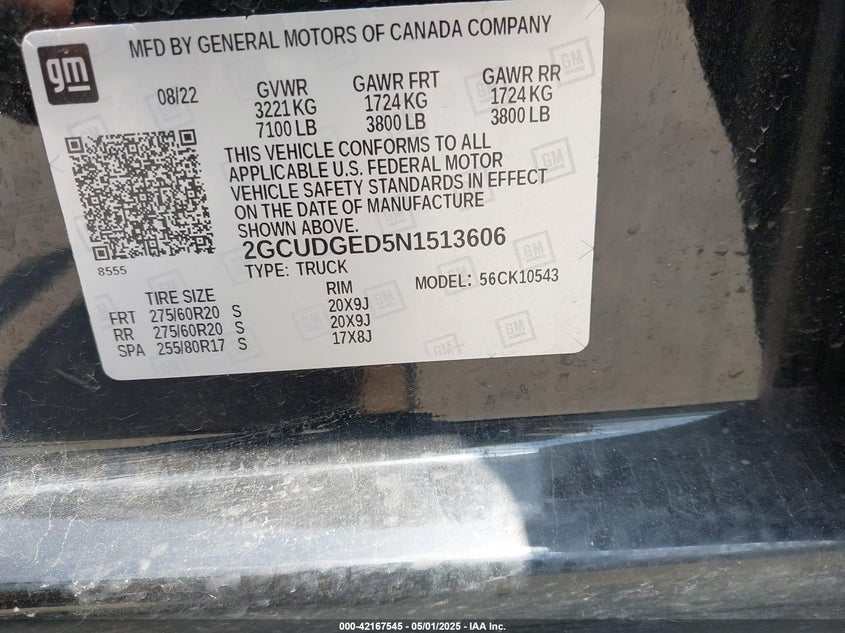 MFD BY GENERAL MOTORS OF CANADA COMPANY
gm
08/22 GVWR GAWR FRT GAWR RR
3221 KG 1724 KG 1724 KG
7100 LB 3800 LB 3800 LB
THIS VEHICLE CONFORMS TO ALL
APPLICABLE U.S. FEDERAL MOTOR
VEHICLE SAFETY STANDARDS IN EFFECT
ON THE DATE OF MANUFACTURE
SHOWN ABOVE.
8555
2GCUDGED5N1513606
TYPE: TRUCK MODEL: 56CK10543
TIRE SIZE RIM
FRT 275/60R20 S 20X9J
RR 275/60R20 S 20X9J
SPA 255/80R17 S 17X8J
000-42167545 — 05/01/2025 — IAA Inc.